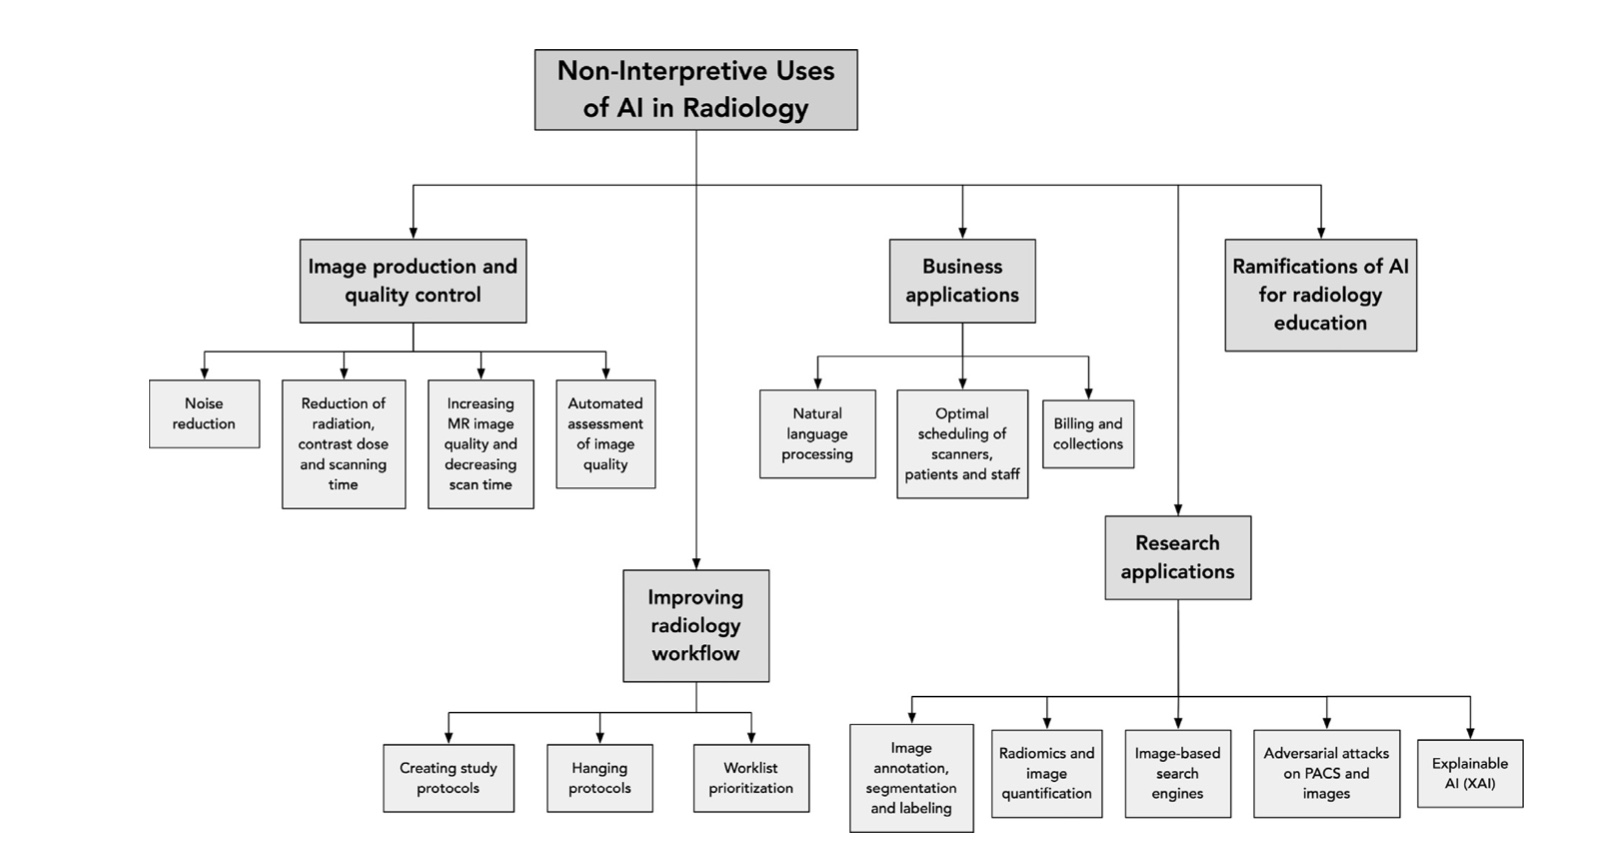 Non-Interpretive Uses
of AI in Radiology
Image production and
quality control
Noise
reduction
Reduction of
radiation,
contrast dose
and scanning
time
Increasing
MR image
quality and
decreasing
scan time
Automated
assessment
of image
quality
Improving
radiology
workflow
Creating study
protocols
Hanging
protocols
Worklist
prioritization
Business
applications
Natural
language
processing
Optimal
scheduling of
scanners,
patients and staff
Billing and
collections
Research
applications
Image
annotation,
segmentation
and labeling
Radiomics and
image
quantification
Image-based
search
engines
Adversarial attacks
on PACS and
images
Explainable
AI (XAI)
Ramifications of AI
for radiology
education